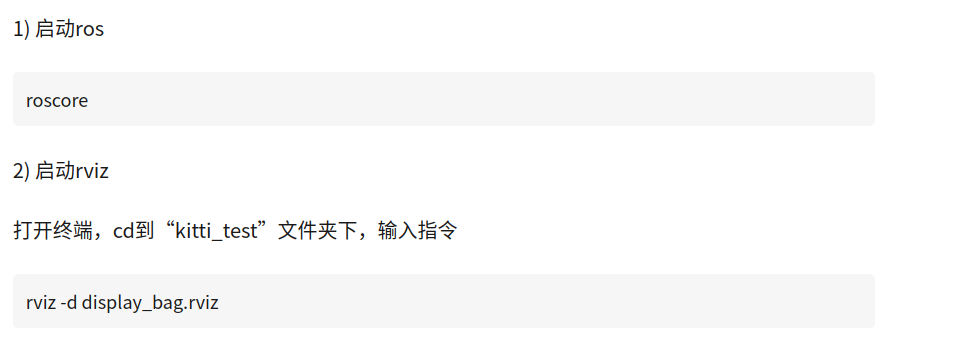 1) 启动ros
roscore
2) 启动rviz
打开终端，cd到“kitti_test”文件夹下，输入指令
rviz -d display_bag.rviz